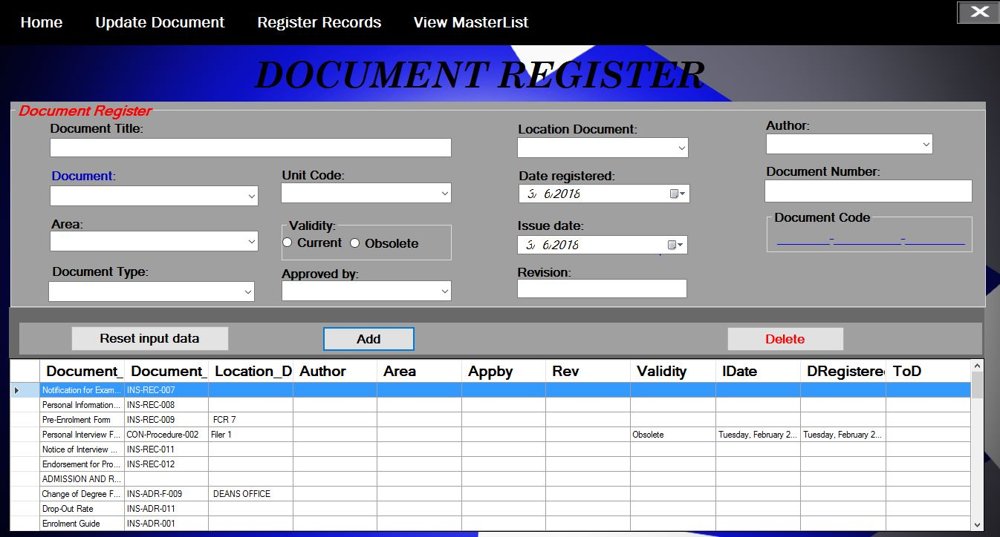 Home Update Document Register Records View MasterList
DOCUMENT REGISTER
Document Register
Document Title:
Location Document:
Author:
Document:
Unit Code:
Date registered:
3/ 6/2018
Document Number:
Area:
Validity:
Current Obsolete
Issue date:
3/ 6/2018
Document Code
_______-_________-________
Document Type:
Approved by:
Revision:
Reset input data Add Delete
Document_ Document_ Location_D Author Area Appby Rev Validity IDate DRegistere ToD
Notification for Exam... INS-REC-007
Personal Information... INS-REC-008
Pre-Enrolment Form INS-REC-009 FCR 7
Personal Interview F... CON-Procedure-002 Filer 1 Obsolete Tuesday, February 2... Tuesday, February 2...
Notice of Interview ... INS-REC-011
Endorsement for Pro... INS-REC-012
ADMISSION AND R...
Change of Degree F... INS-ADR-F-009 DEANS OFFICE
Drop-Out Rate INS-ADR-011
Enrolment Guide INS-ADR-001